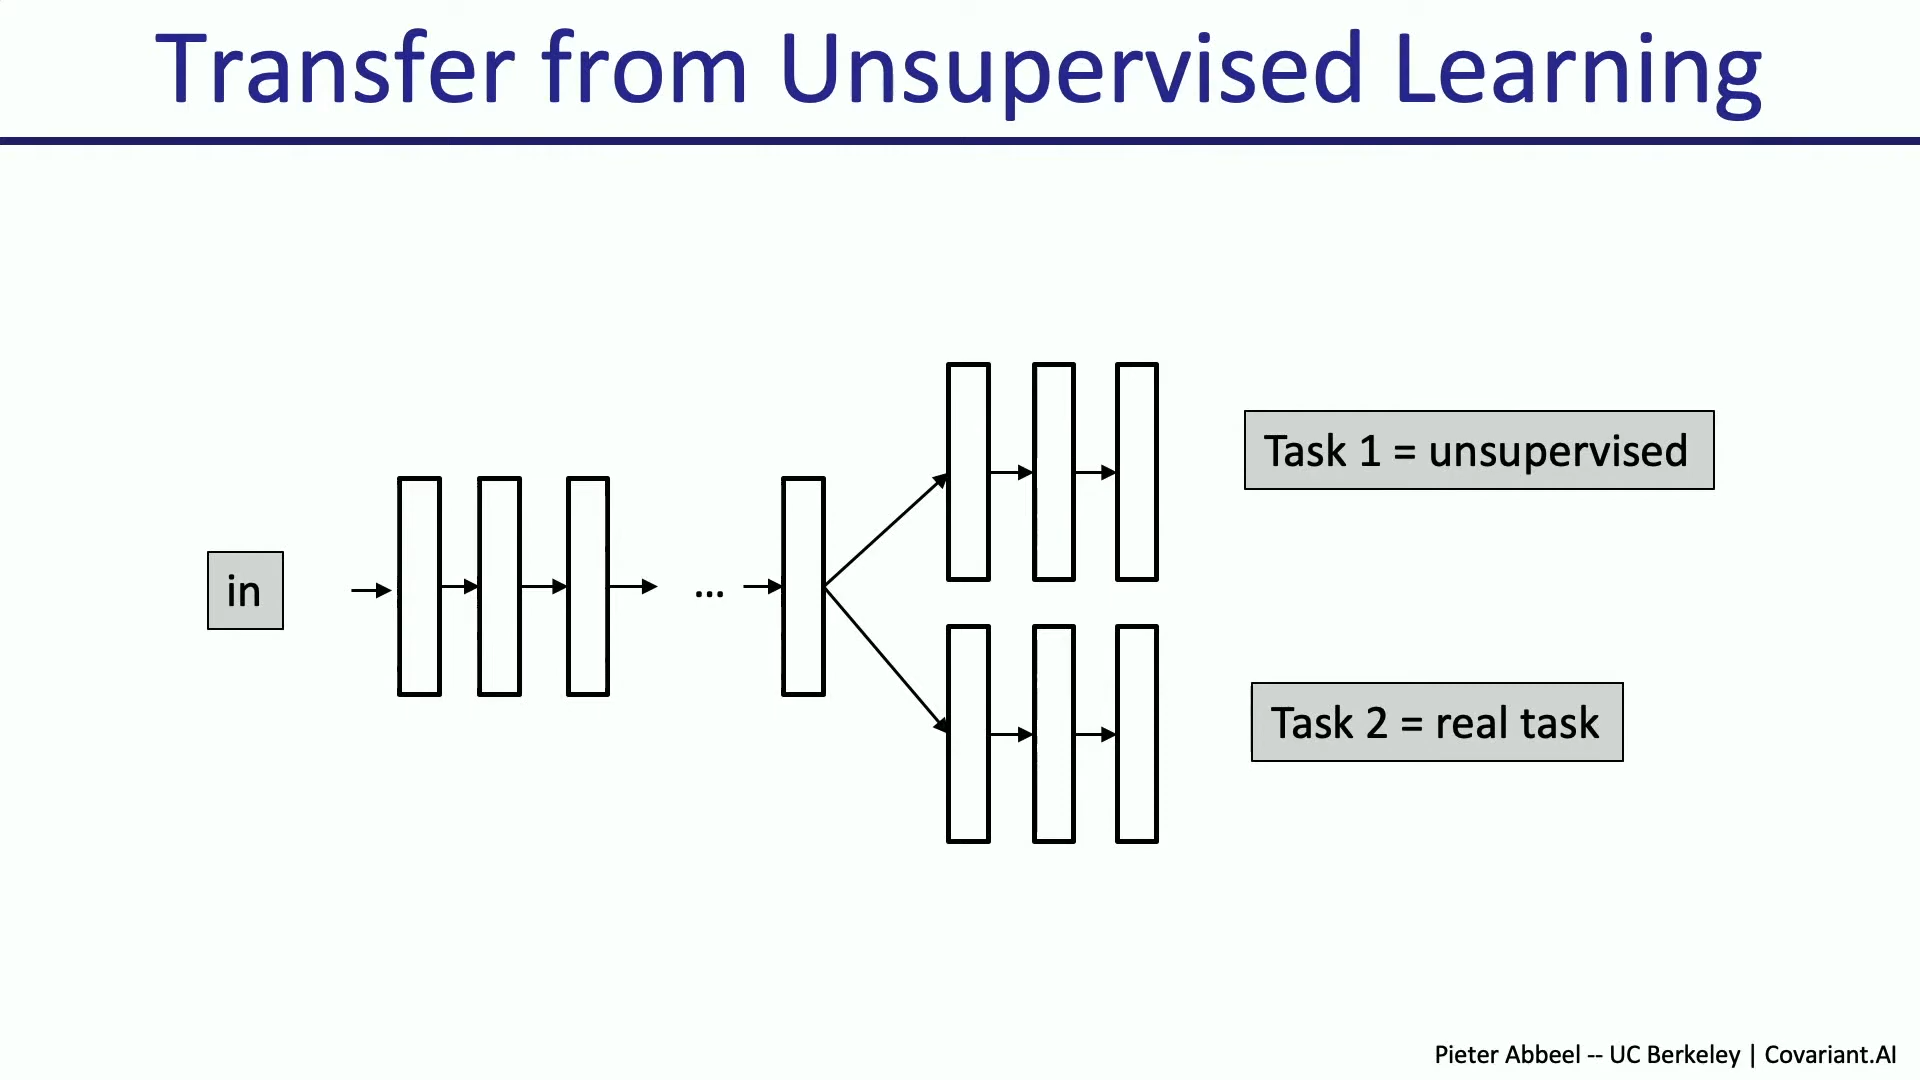 Transfer from Unsupervised Learning
Task 1 = unsupervised
in
...
Task 2 = real task
Pieter Abbeel -- UC Berkeley | Covariant.AI